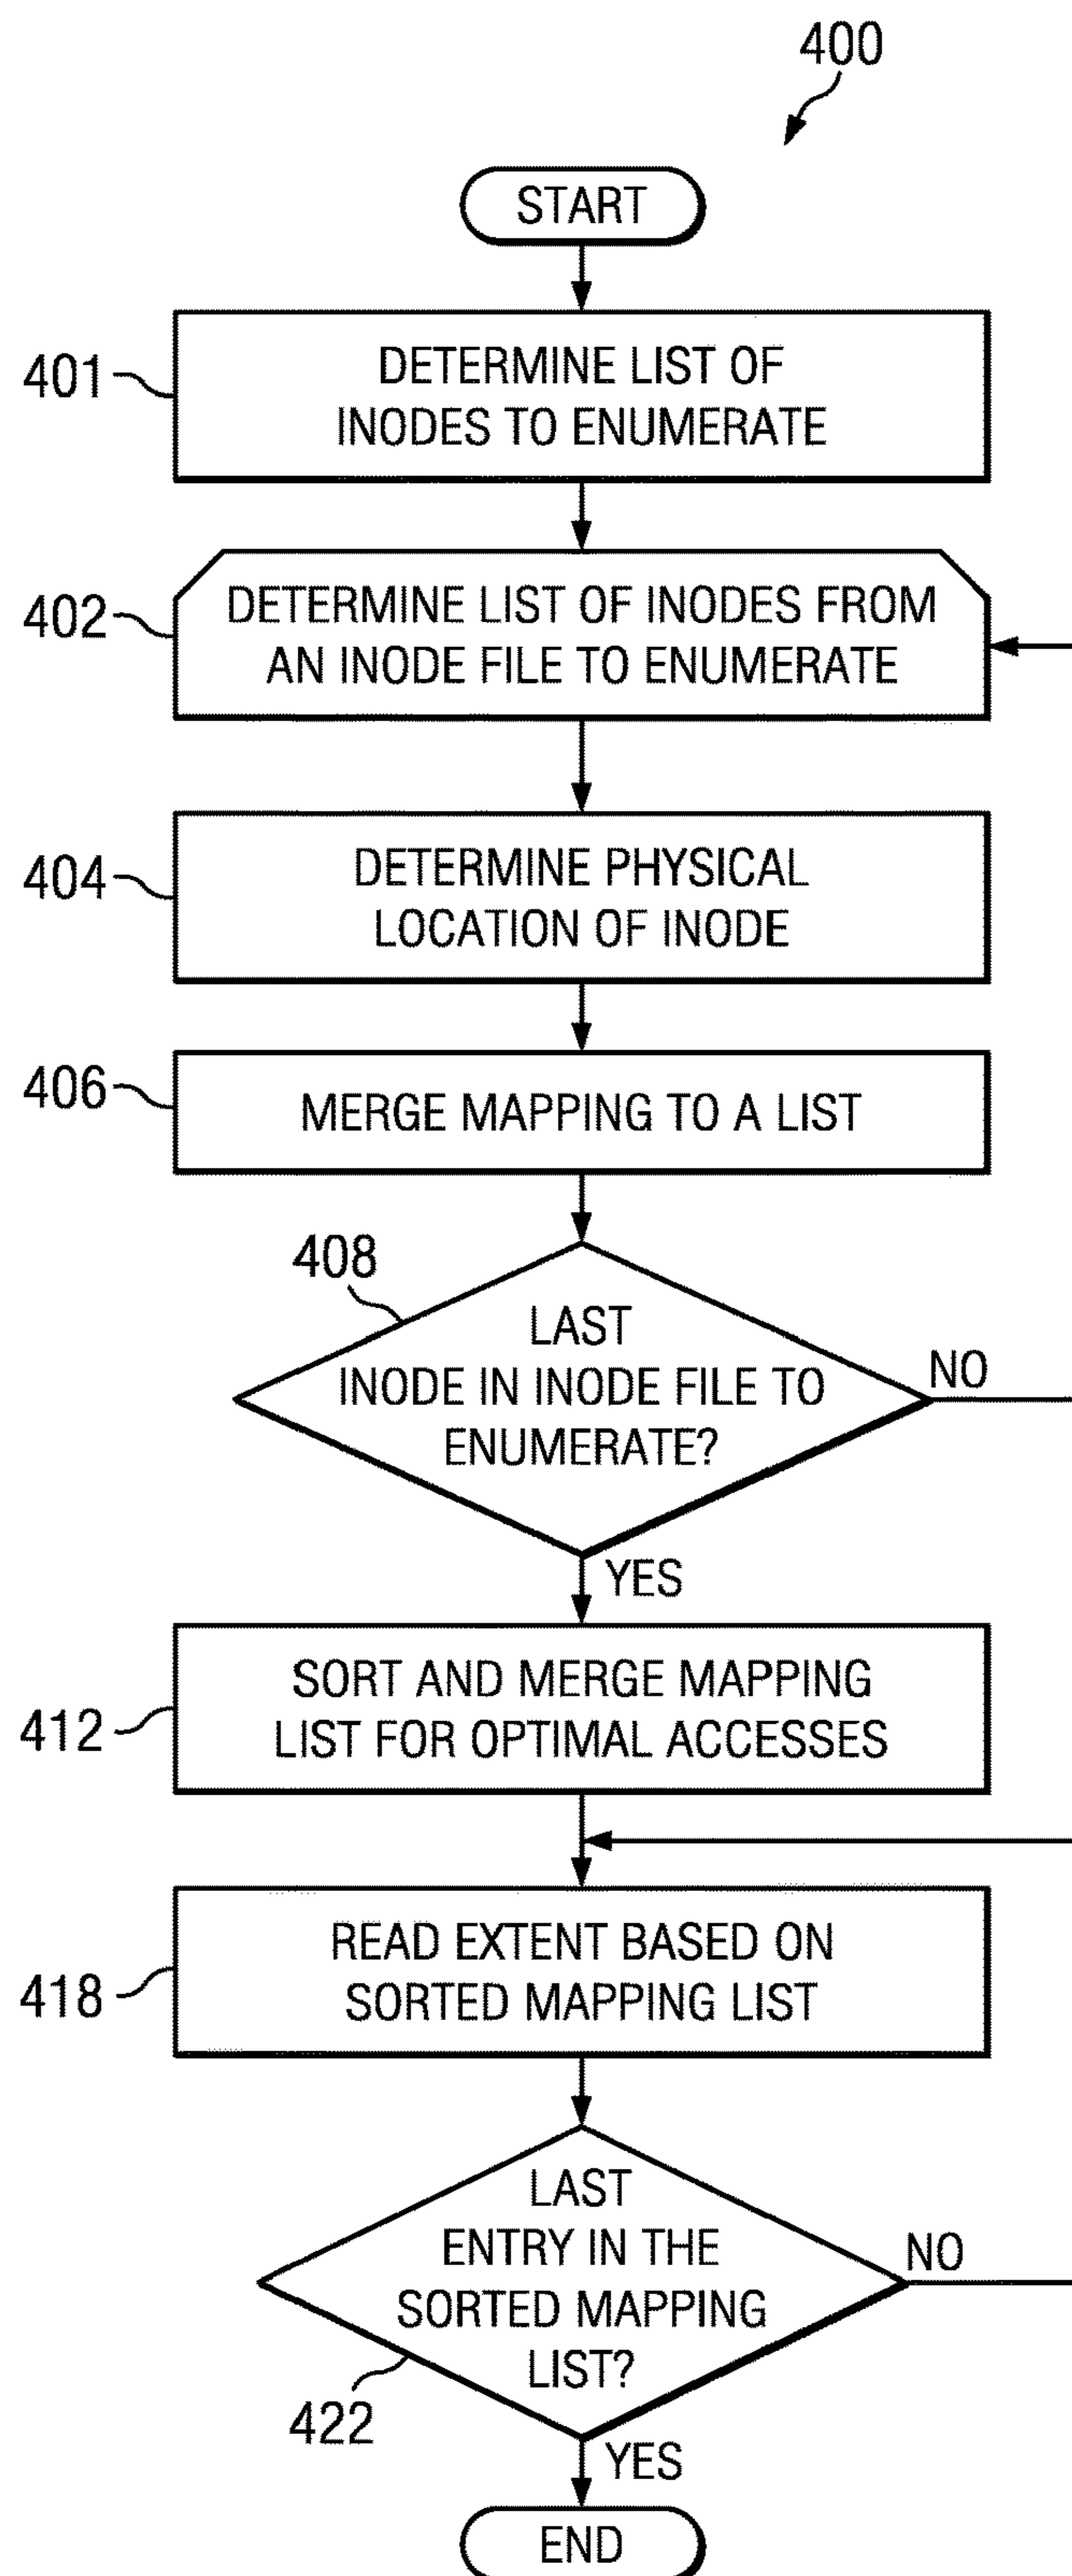 400
START
401
DETERMINE LIST OF
INODES TO ENUMERATE
402
DETERMINE LIST OF INODES FROM
AN INODE FILE TO ENUMERATE
404
DETERMINE PHYSICAL
LOCATION OF INODE
406
MERGE MAPPING TO A LIST
408
LAST
INODE IN INODE FILE TO
ENUMERATE?
NO
YES
412
SORT AND MERGE MAPPING
LIST FOR OPTIMAL ACCESSES
418
READ EXTENT BASED ON
SORTED MAPPING LIST
LAST
ENTRY IN THE
SORTED MAPPING
LIST?
NO
422
YES
END